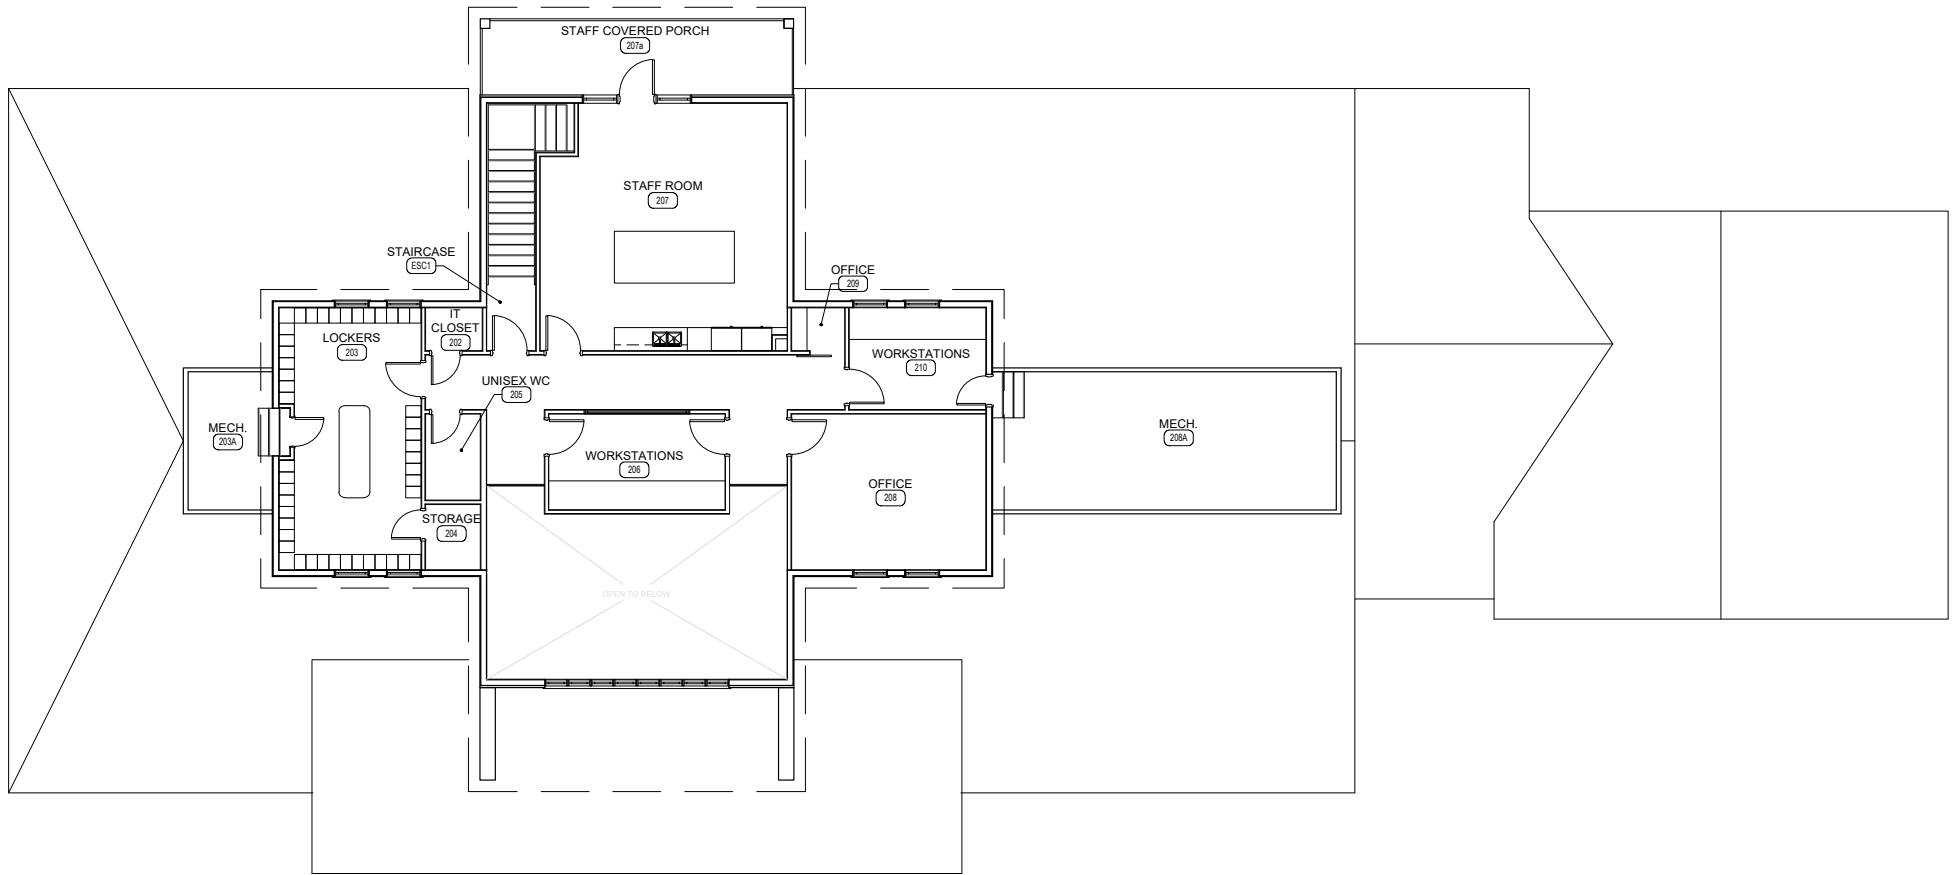 STAFF COVERED PORCH
207a
STAFF ROOM
207
STAIRCASE
ESC1
OFFICE
209
IT
CLOSET
202
LOCKERS
203
WORKSTATIONS
210
UNISEX WC
205
MECH.
203A
MECH.
208A
WORKSTATIONS
206
OFFICE
208
STORAGE
204
OPEN TO BELOW